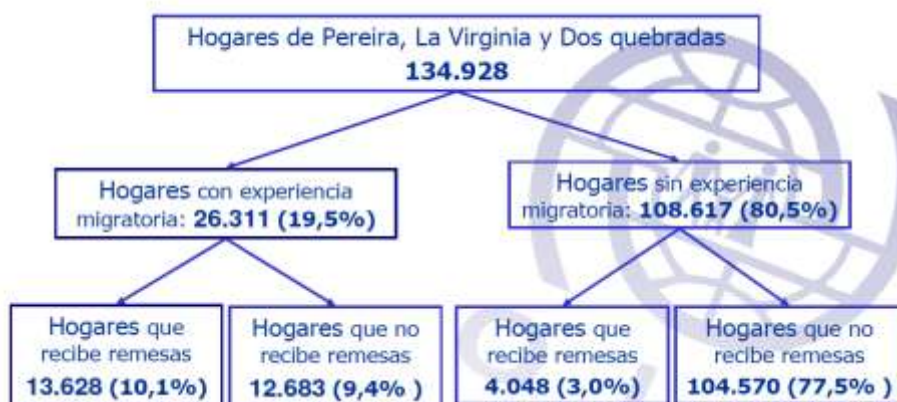 Hogares de Pereira, La Virginia y Dos quebradas
134.928
Hogares con experiencia
migratoria: 26.311 (19,5%)
Hogares sin experiencia
migratoria: 108.617 (80,5%)
Hogares que
recibe remesas
13.628 (10,1%)
Hogares que no
recibe remesas
12.683 (9,4% )
Hogares que
recibe remesas
4.048 (3,0%)
Hogares que no
recibe remesas
104.570 (77,5% )